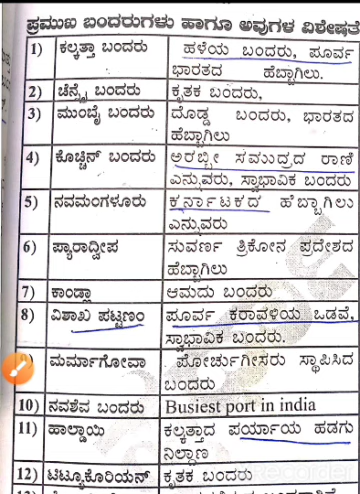 ಪ್ರಮುಖ ಬಂದರುಗಳು ಹಾಗೂ ಅವುಗಳ ವಿಶೇಷತೆ
1) ಕಲ್ಕತ್ತಾ ಬಂದರು ಹಳೆಯ ಬಂದರು, ಪೂರ್ವ
ಭಾರತದ ಹೆಬ್ಬಾಗಿಲು.
2) ಚೆನ್ನೈ ಬಂದರು ಕೃತಕ ಬಂದರು,
3) ಮುಂಬೈ ಬಂದರು ದೊಡ್ಡ ಬಂದರು, ಭಾರತದ
ಹೆಬ್ಬಾಗಿಲು
4) ಕೊಚ್ಚಿನ್ ಬಂದರು ಅರಬ್ಬೀ ಸಮುದ್ರದ ರಾಣಿ
ಎನ್ನುವರು, ಸ್ವಾಭಾವಿಕ ಬಂದರು
5) ನವಮಂಗಳೂರು ಕರ್ನಾಟಕದ ಹೆಬ್ಬಾಗಿಲು
ಎನ್ನುವರು
6) ಪ್ಯಾರಾದ್ವೀಪ ಸುವರ್ಣ ತ್ರಿಕೋನ ಪ್ರದೇಶದ
ಹೆಬ್ಬಾಗಿಲು
7) ಕಾಂಡ್ಲಾ ಆಮದು ಬಂದರು
8) ವಿಶಾಖ ಪಟ್ಟಣಂ ಪೂರ್ವ ಕರಾವಳಿಯ ಒಡವೆ,
ಸ್ವಾಭಾವಿಕ ಬಂದರು.
ಮರ್ಮಾಗೋವಾ ಪೋರ್ಚುಗೀಸರು ಸ್ಥಾಪಿಸಿದ
ಬಂದರು
10) ನವಶೆವ ಬಂದರು Busiest port in india
11) ಹಾಲ್ಡಾಯಿ ಕಲ್ಕತ್ತಾದ ಪರ್ಯಾಯ ಹಡಗು
ನಿಲ್ದಾಣ
12) ಟಿಟ್ಯೂಕೊರಿಯನ್ ಕೃತಕ ಬಂದರು